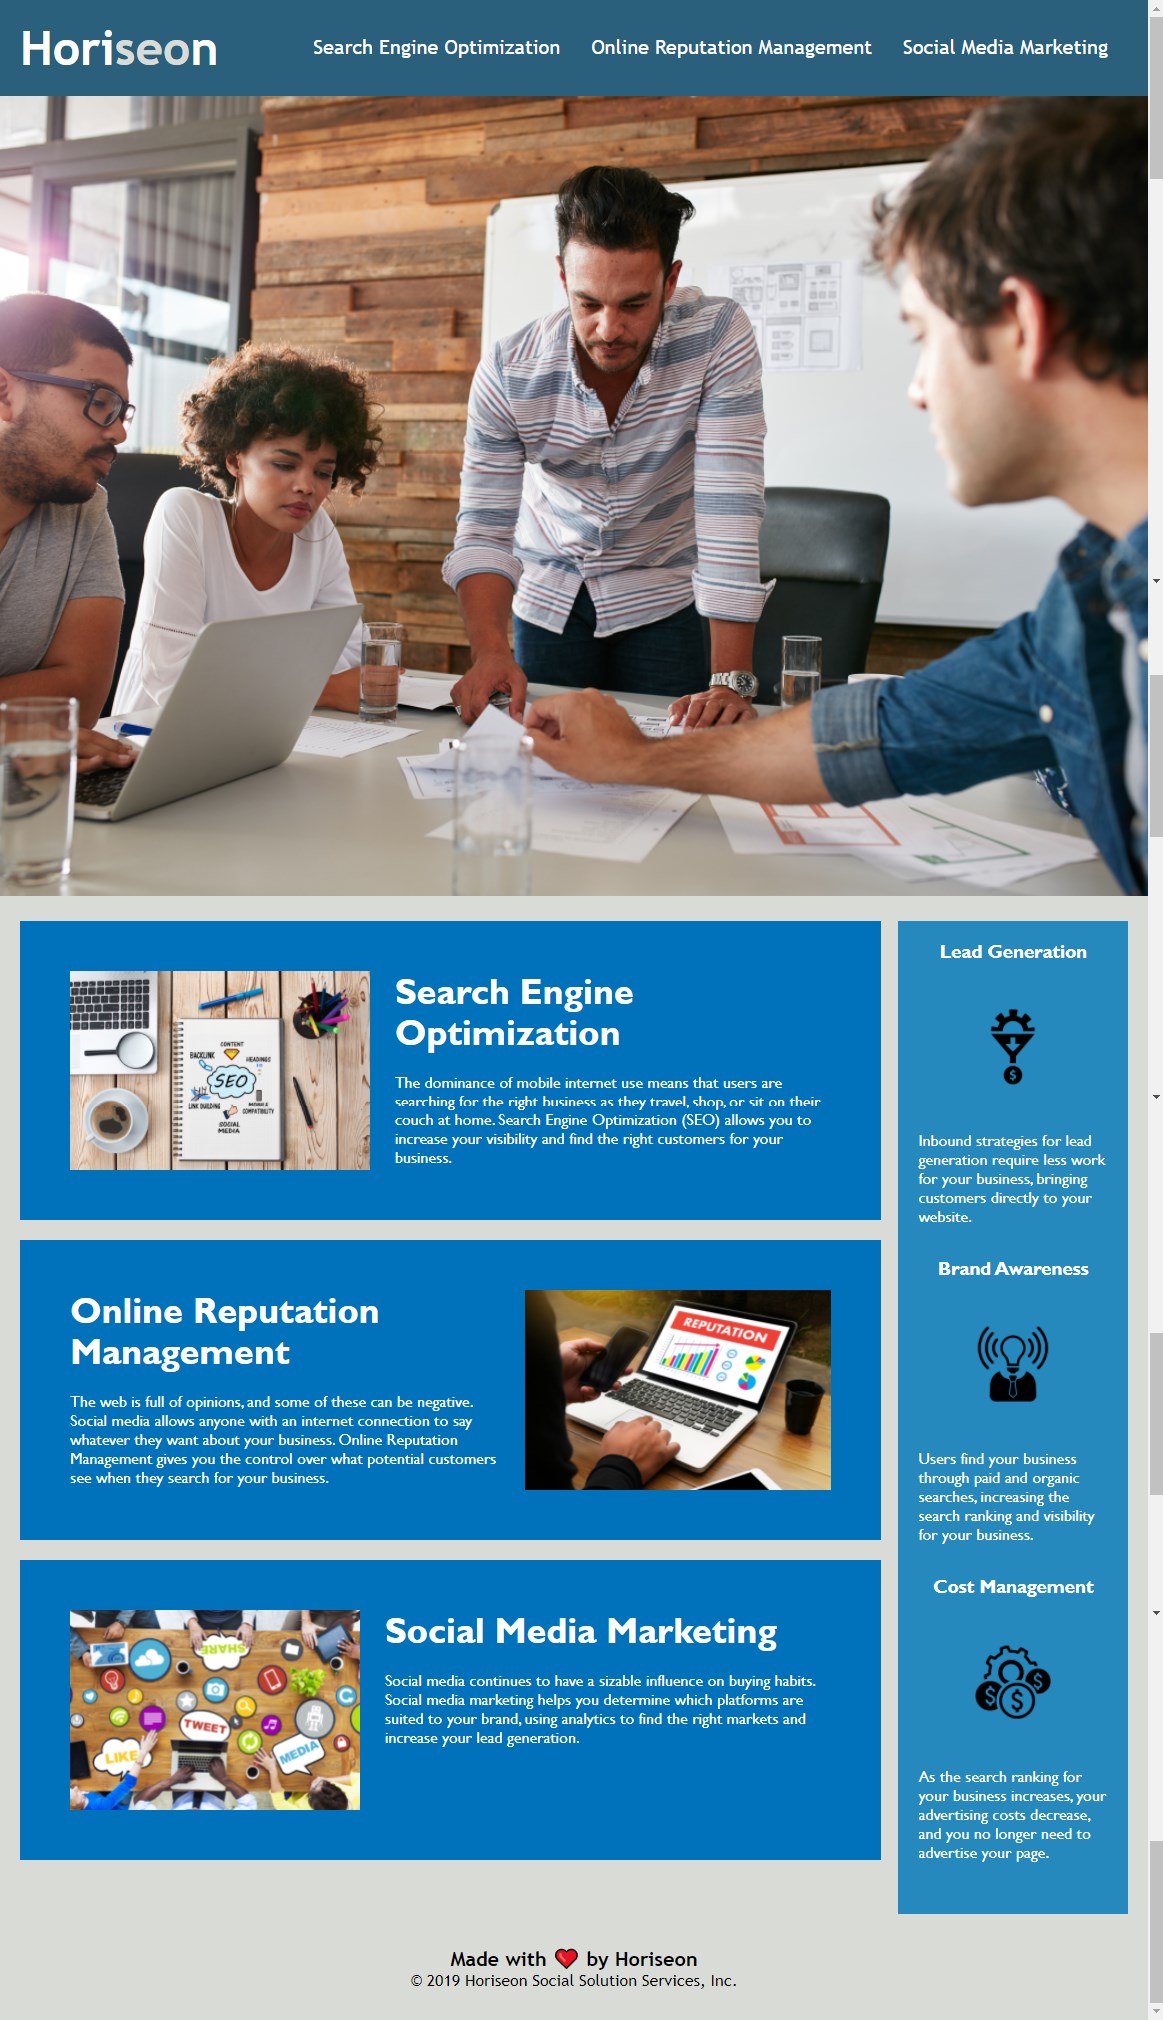 Horiseon
Search Engine Optimization
Online Reputation Management
Social Media Marketing
CONTENT
BACKLINK
HEADINGS
SEO
LINK BUILDING
MOBILE
COMPATIBILITY
SOCIAL
MEDIA
Search Engine
Optimization
The dominance of mobile internet use means that users are
searching for the right business as they travel, shop, or sit on their
couch at home. Search Engine Optimization (SEO) allows you to
increase your visibility and find the right customers for your
business.
Online Reputation
Management
The web is full of opinions, and some of these can be negative.
Social media allows anyone with an internet connection to say
whatever they want about your business. Online Reputation
Management gives you the control over what potential customers
see when they search for your business.
REPUTATION
SHARE
TWEET
LIKE
MEDIA
Social Media Marketing
Social media continues to have a sizable influence on buying habits.
Social media marketing helps you determine which platforms are
suited to your brand, using analytics to find the right markets and
increase your lead generation.
Lead Generation
$
Inbound strategies for lead
generation require less work
for your business, bringing
customers directly to your
website.
Brand Awareness
Users find your business
through paid and organic
searches, increasing the
search ranking and visibility
for your business.
Cost Management
$ $ $
As the search ranking for
your business increases, your
advertising costs decrease,
and you no longer need to
advertise your page.
Made with ❤️ by Horiseon
© 2019 Horiseon Social Solution Services, Inc.